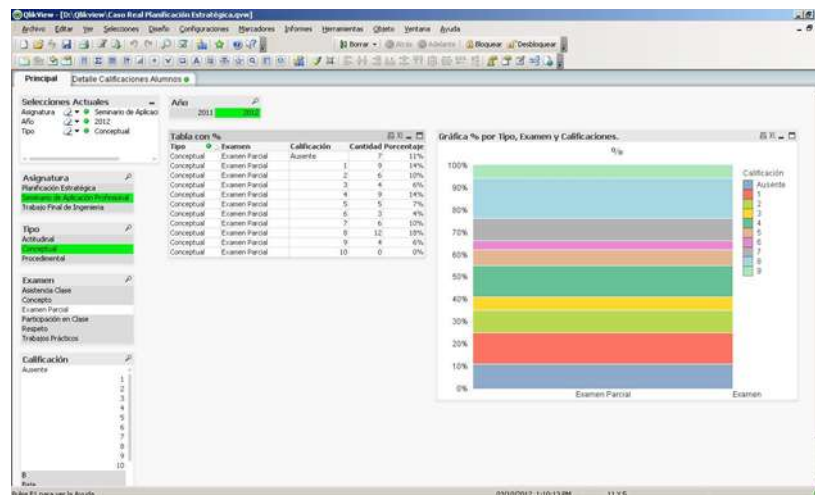 QlikView - [D:\Qlikview\Caso Real Planificación Estratégica.qvw]
Archivo Editar Ver Selecciones Diseño Configuraciones Marcadores Informes Herramientas Objeto Ventana Ayuda
Borrar Atrás Adelante Bloquear Desbloquear
Principal Detalle Calificaciones Alumnos
Selecciones Actuales
Asignatura Seminario de Aplicaci
Año 2012
Tipo Conceptual
Año
2011 2012
Asignatura
Planificación Estratégica
Seminario de Aplicación Profesional
Trabajo Final de Ingeniería
Tipo
Actitudinal
Conceptual
Procedimental
Examen
Asistencia Clase
Concepto
Examen Parcial
Participación en Clase
Respeto
Trabajos Prácticos
Calificación
Ausente
1
2
3
4
5
6
7
8
9
10
B
Tabla con %
Tipo Examen Calificación Cantidad Porcentaje
Conceptual Examen Parcial Ausente 7 11%
Conceptual Examen Parcial 1 9 14%
Conceptual Examen Parcial 2 6 10%
Conceptual Examen Parcial 3 4 6%
Conceptual Examen Parcial 4 9 14%
Conceptual Examen Parcial 5 5 7%
Conceptual Examen Parcial 6 3 4%
Conceptual Examen Parcial 7 6 10%
Conceptual Examen Parcial 8 12 18%
Conceptual Examen Parcial 9 4 6%
Conceptual Examen Parcial 10 0 0%
Gráfica % por Tipo, Examen y Calificaciones.
%
100%
90%
80%
70%
60%
50%
40%
30%
20%
10%
0%
Examen Parcial
Examen
Calificación
Ausente
1
2
3
4
5
6
7
8
9
Pulse F1 para ver la Ayuda